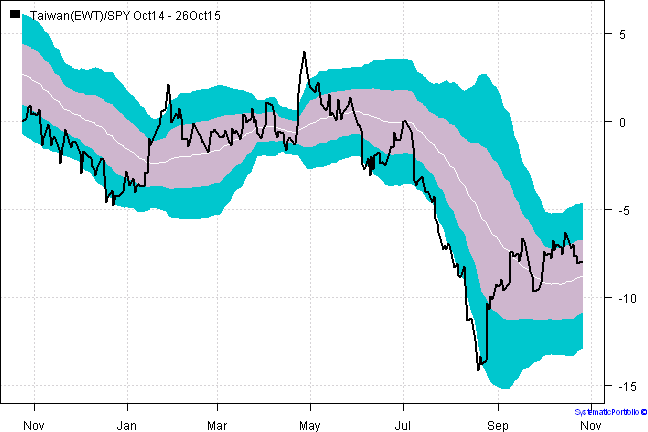 Taiwan(EWT)/SPY Oct14 - 26Oct15
5
0
-5
-10
-15
SystematicPortfolio ©
Nov Jan Mar May Jul Sep Nov